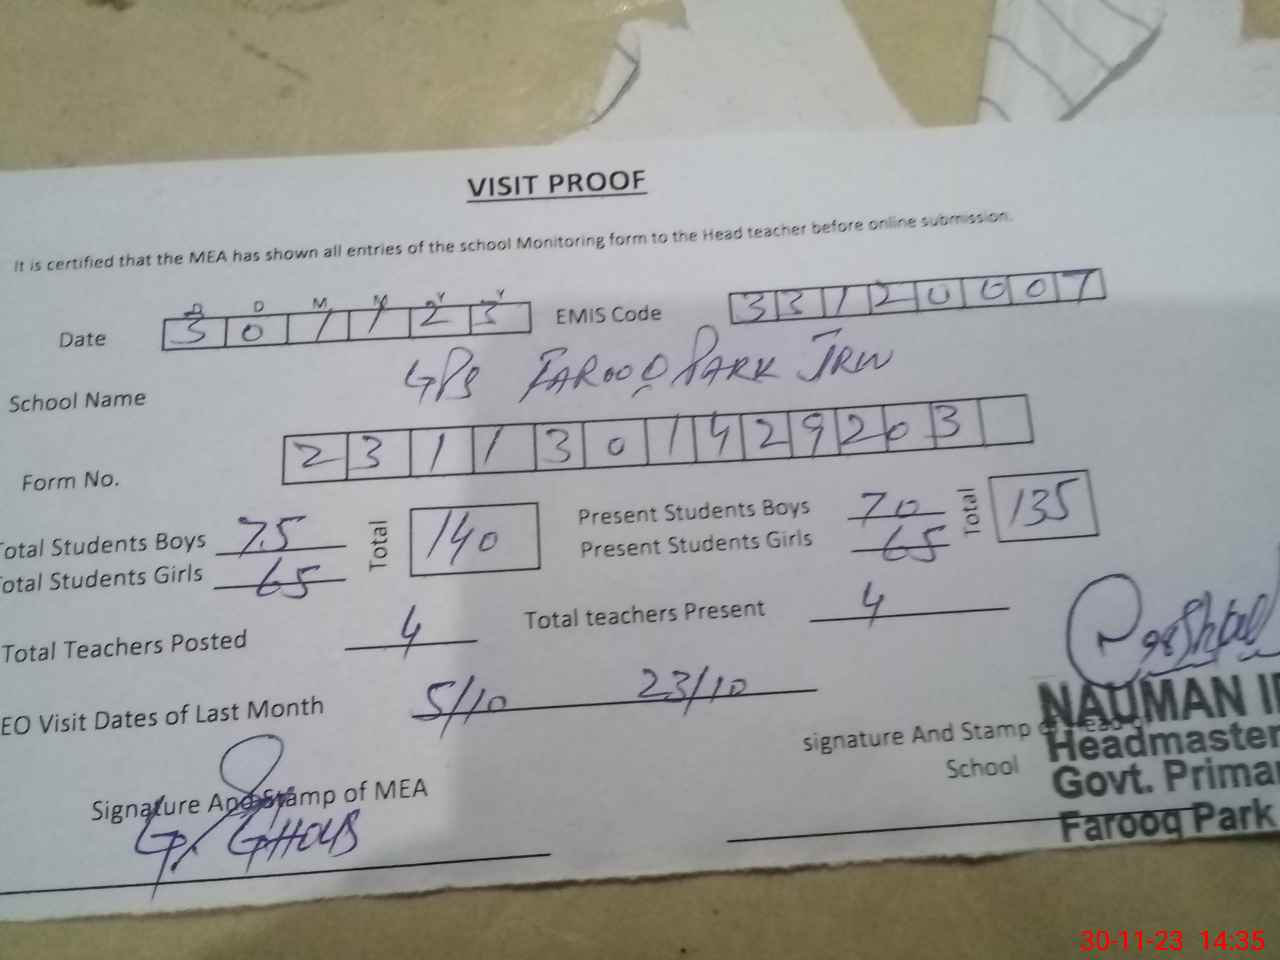 VISIT PROOF
It is certified that the MEA has shown all entries of the school Monitoring form to the Head teacher before online submission.
D D M M Y Y
Date 3 0 1 1 2 3 EMIS Code 3 3 1 2 0 0 0 7
School Name GPS FAROOQ PARK JRW
Form No. 2 3 1 1 3 0 1 4 2 9 2 0 3
Total Students Boys 75 Total 140 Present Students Boys 70 Total 135
Total Students Girls 65 Present Students Girls 65
Total Teachers Posted 4 Total teachers Present 4
EO Visit Dates of Last Month 5/10 23/10
Signature And Stamp of MEA
G. GHOUS
signature And Stamp of Head
School
NAUMAN
Headmaster
Govt. Prima
Farooq Park
30-11-23 14:35